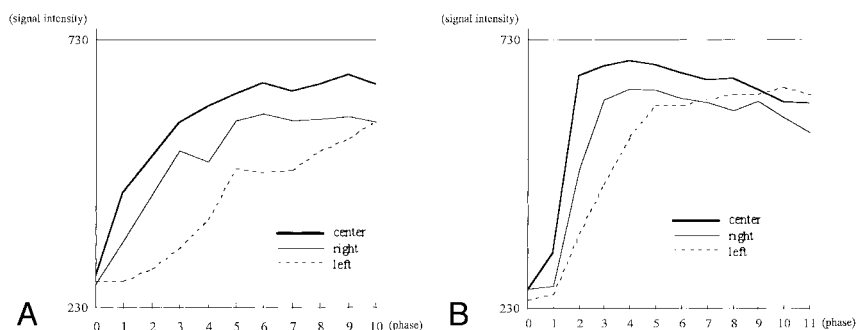 (signal intensity)
730
center
right
left
230
0 1 2 3 4 5 6 7 8 9 10 (phase)
A
(signal intensity)
730
center
right
left
230
0 1 2 3 4 5 6 7 8 9 10 11 (phase)
B